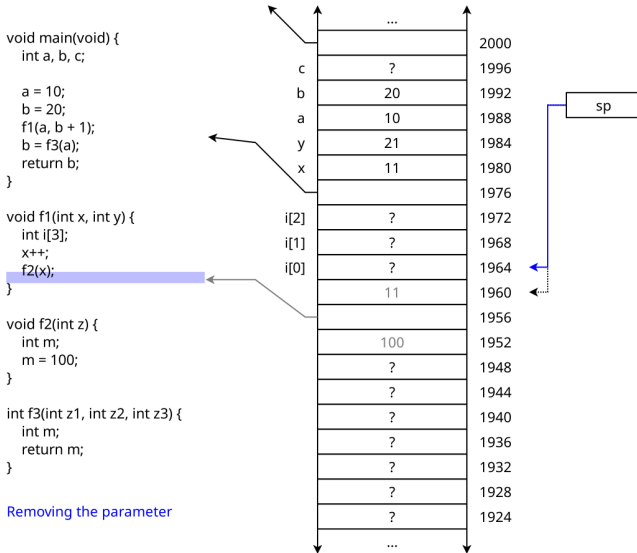 void main(void) {
int a, b, c;
a = 10;
b = 20;
f1(a, b + 1);
b = f3(a);
return b;
}
void f1(int x, int y) {
int i[3];
x++;
f2(x);
}
void f2(int z) {
int m;
m = 100;
}
int f3(int z1, int z2, int z3) {
int m;
return m;
}
Removing the parameter
...
2000
c ? 1996
b 20 1992
a 10 1988
y 21 1984
x 11 1980
1976
i[2] ? 1972
i[1] ? 1968
i[0] ? 1964
11 1960
1956
100 1952
? 1948
? 1944
? 1940
? 1936
? 1932
? 1928
? 1924
...
sp